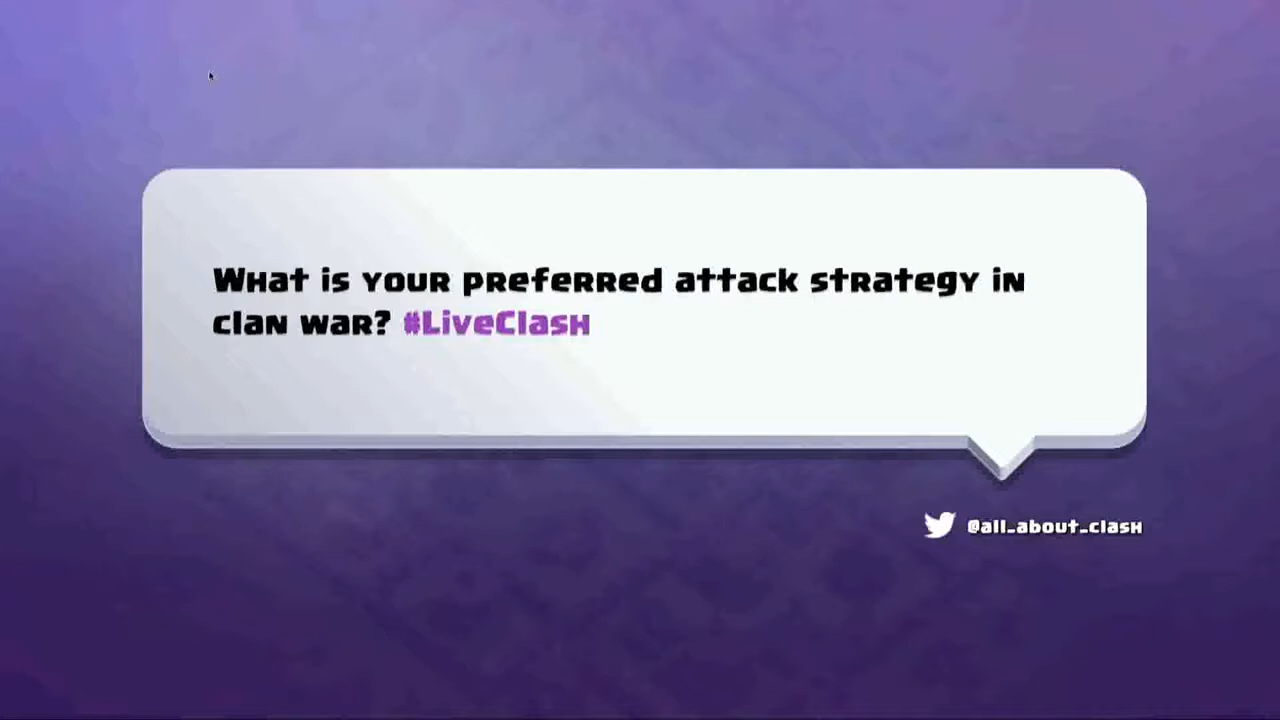 What is your preferred attack strategy in
clan war? #LiveClash
@all_about_clash